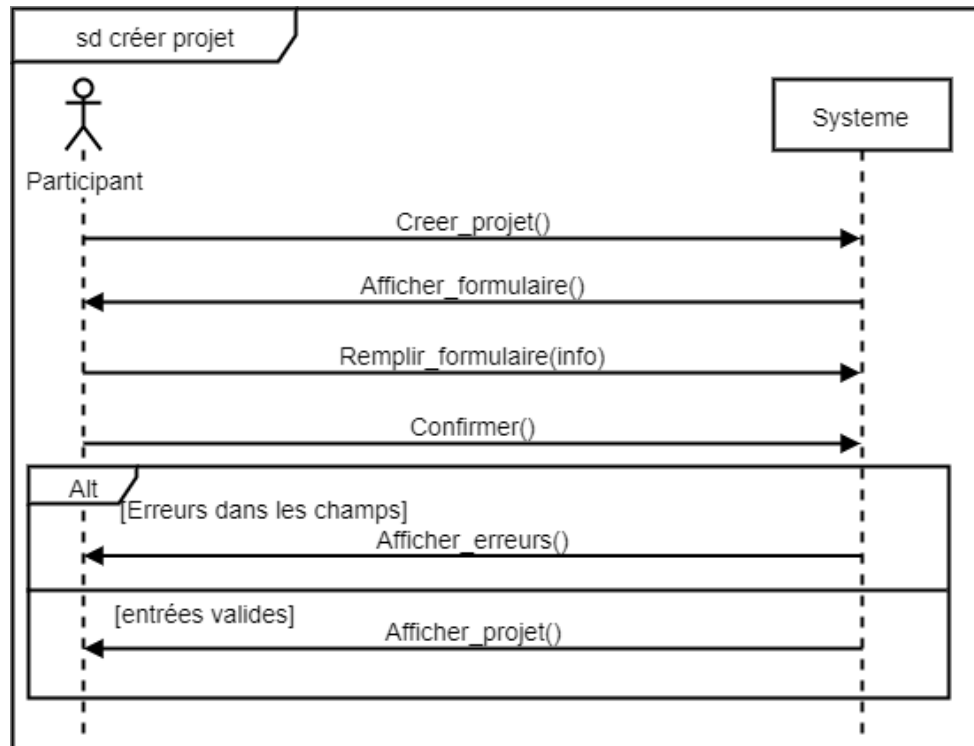 sd créer projet
Systeme
Participant
Creer_projet()
Afficher_formulaire()
Remplir_formulaire(info)
Confirmer()
Alt
[Erreurs dans les champs]
Afficher_erreurs()
[entrées valides]
Afficher_projet()